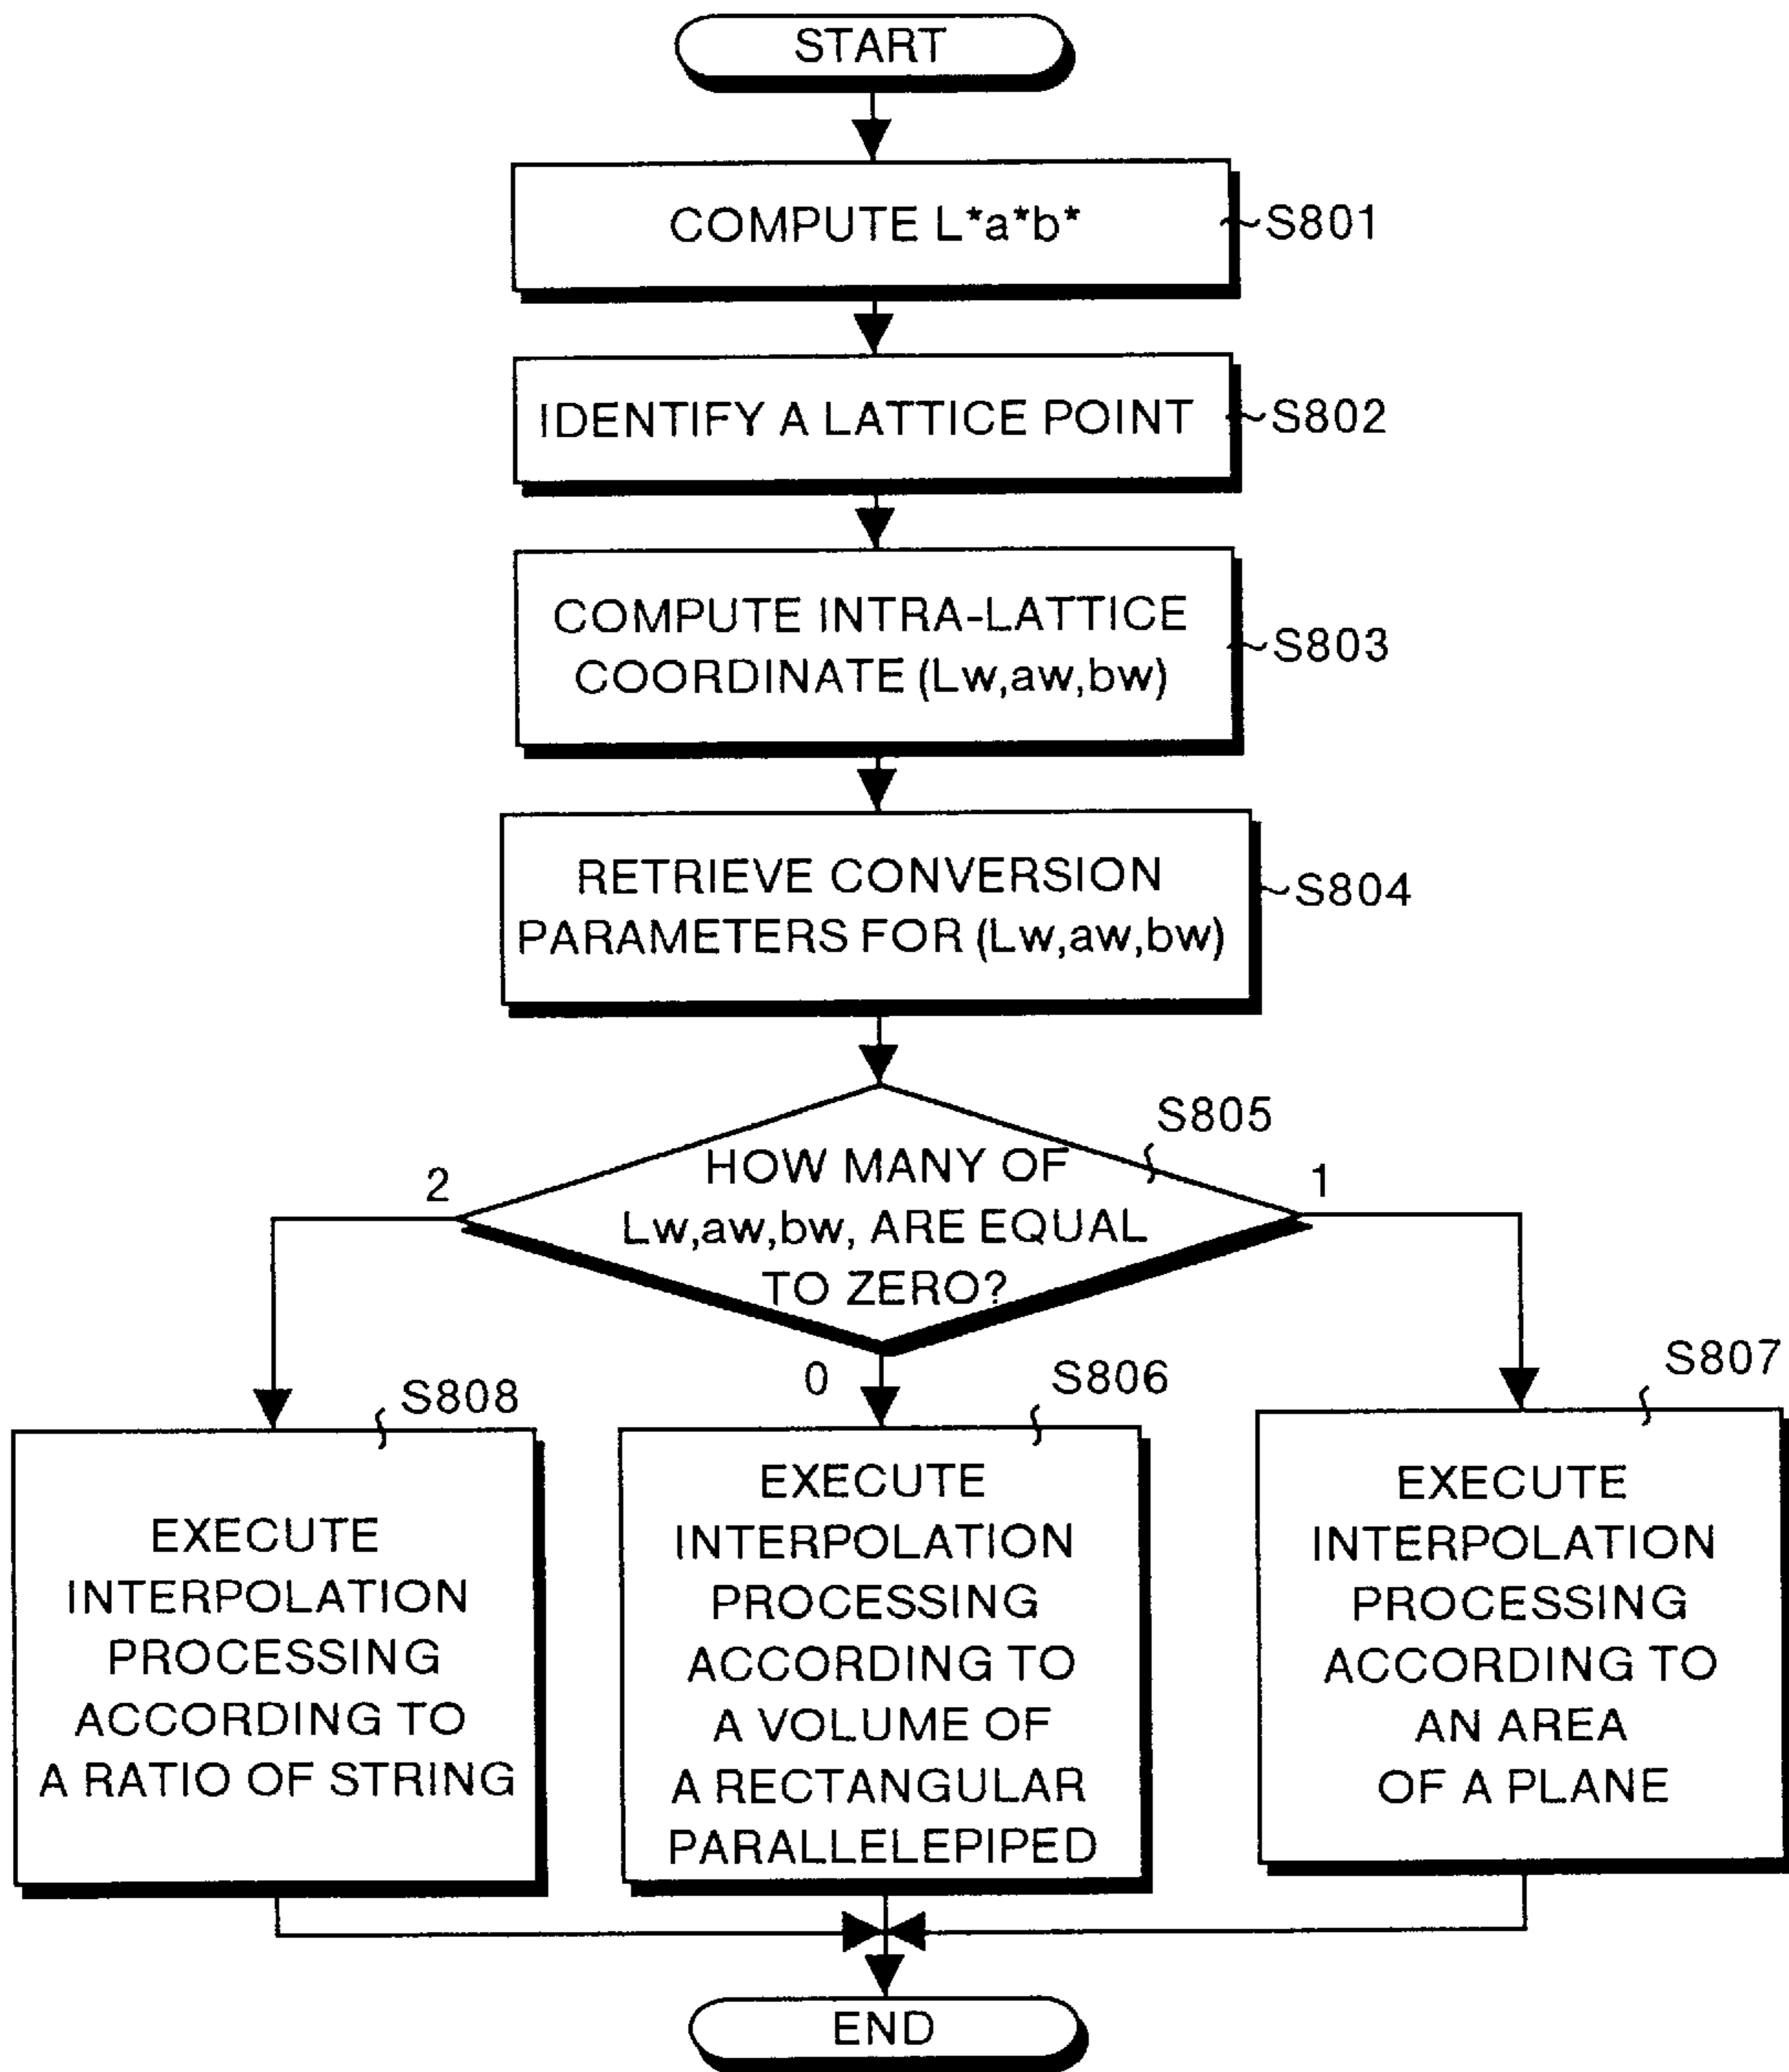 START
COMPUTE L*a*b*
S801
IDENTIFY A LATTICE POINT
S802
COMPUTE INTRA-LATTICE
COORDINATE (Lw,aw,bw)
S803
RETRIEVE CONVERSION
PARAMETERS FOR (Lw,aw,bw)
S804
S805
HOW MANY OF
Lw,aw,bw, ARE EQUAL
TO ZERO?
2
1
0
S808
EXECUTE
INTERPOLATION
PROCESSING
ACCORDING TO
A RATIO OF STRING
S806
EXECUTE
INTERPOLATION
PROCESSING
ACCORDING TO
A VOLUME OF
A RECTANGULAR
PARALLELEPIPED
S807
EXECUTE
INTERPOLATION
PROCESSING
ACCORDING TO
AN AREA
OF A PLANE
END